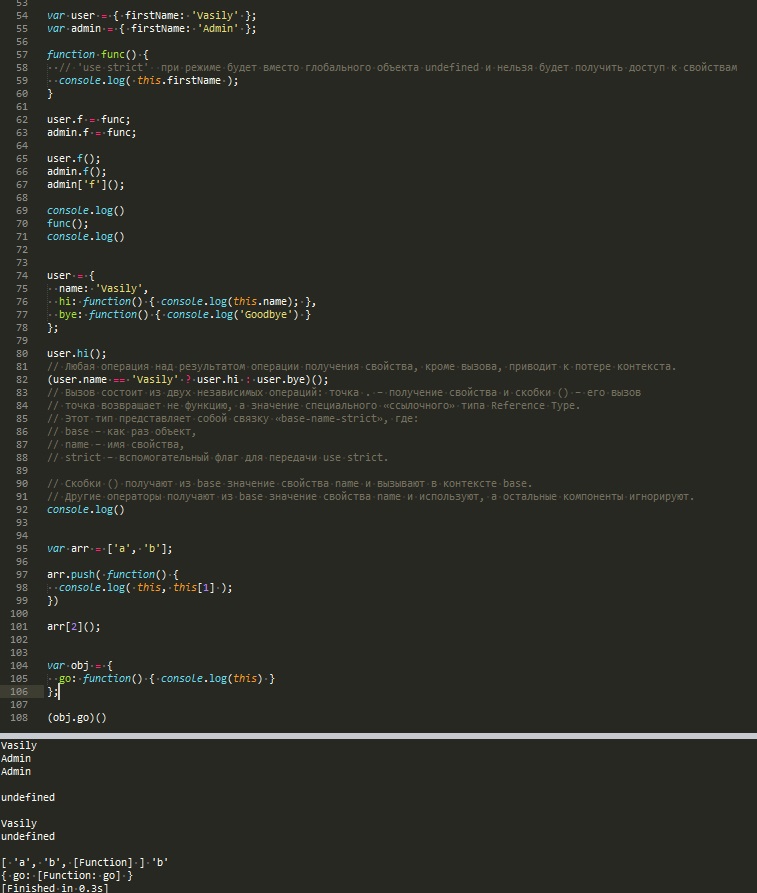 53
54 var user = { firstName: 'Vasily' };
55 var admin = { firstName: 'Admin' };
56
57 function func() {
58   // 'use strict'  при режиме будет вместо глобального объекта undefined и нельзя будет получить доступ к свойствам
59   console.log( this.firstName );
60 }
61
62 user.f = func;
63 admin.f = func;
64
65 user.f();
66 admin.f();
67 admin['f']();
68
69 console.log()
70 func();
71 console.log()
72
73
74 user = {
75   name: 'Vasily',
76   hi: function() { console.log(this.name); },
77   bye: function() { console.log('Goodbye') }
78 };
79
80 user.hi();
81 // Любая операция над результатом операции получения свойства, кроме вызова, приводит к потере контекста.
82 (user.name == 'Vasily' ? user.hi : user.bye)();
83 // Вызов состоит из двух независимых операций: точка . – получение свойства и скобки () – его вызов
84 // точка возвращает не функцию, а значение специального «ссылочного» типа Reference Type.
85 // Этот тип представляет собой связку «base-name-strict», где:
86 // base – как раз объект,
87 // name – имя свойства,
88 // strict – вспомогательный флаг для передачи use strict.
89
90 // Скобки () получают из base значение свойства name и вызывают в контексте base.
91 // Другие операторы получают из base значение свойства name и используют, а остальные компоненты игнорируют.
92 console.log()
93
94
95 var arr = ['a', 'b'];
96
97 arr.push( function() {
98   console.log( this, this[1] );
99 })
100
101 arr[2]();
102
103
104 var obj = {
105   go: function() { console.log(this) }
106 };
107
108 (obj.go)()
Vasily
Admin
Admin
undefined
Vasily
undefined
[ 'a', 'b', [Function] ] 'b'
{ go: [Function: go] }
[Finished in 0.3s]